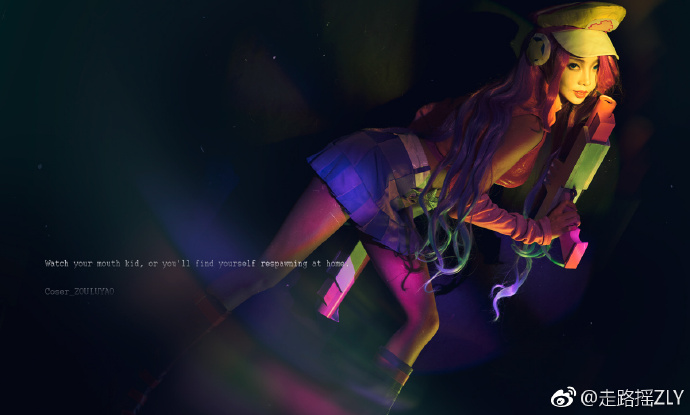 Watch your mouth kid, or you'll find yourself respawning at home.
Coser_ZOULUYAO
@走路摇ZLY